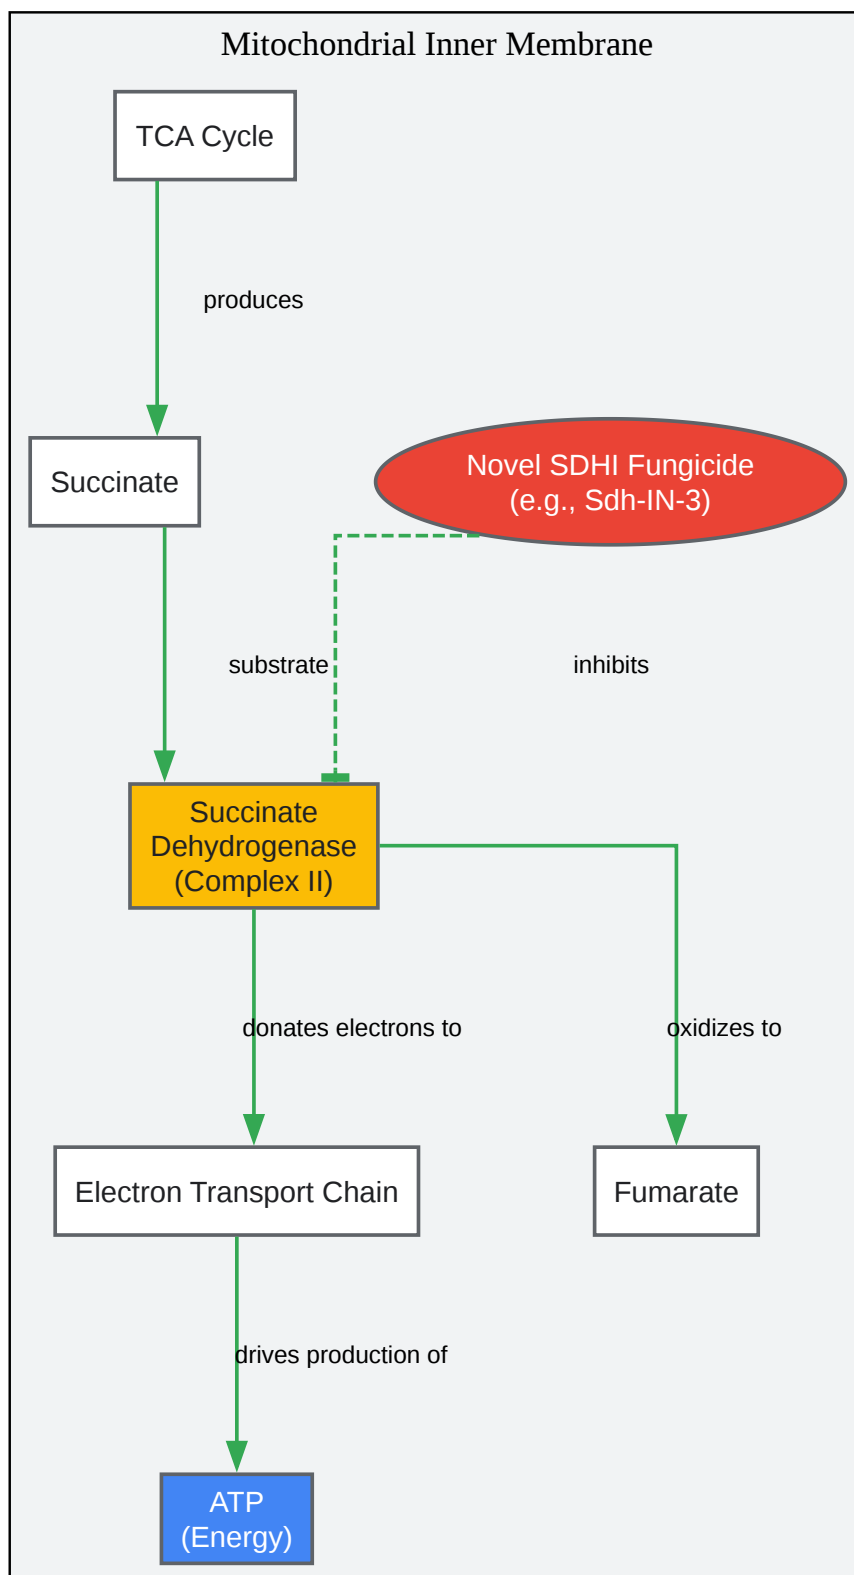 Mitochondrial Inner Membrane
TCA Cycle
produces
Succinate
Novel SDHI Fungicide
(e.g., Sdh-IN-3)
substrate
inhibits
Succinate
Dehydrogenase
(Complex II)
donates electrons to
oxidizes to
Electron Transport Chain
Fumarate
drives production of
ATP
(Energy)